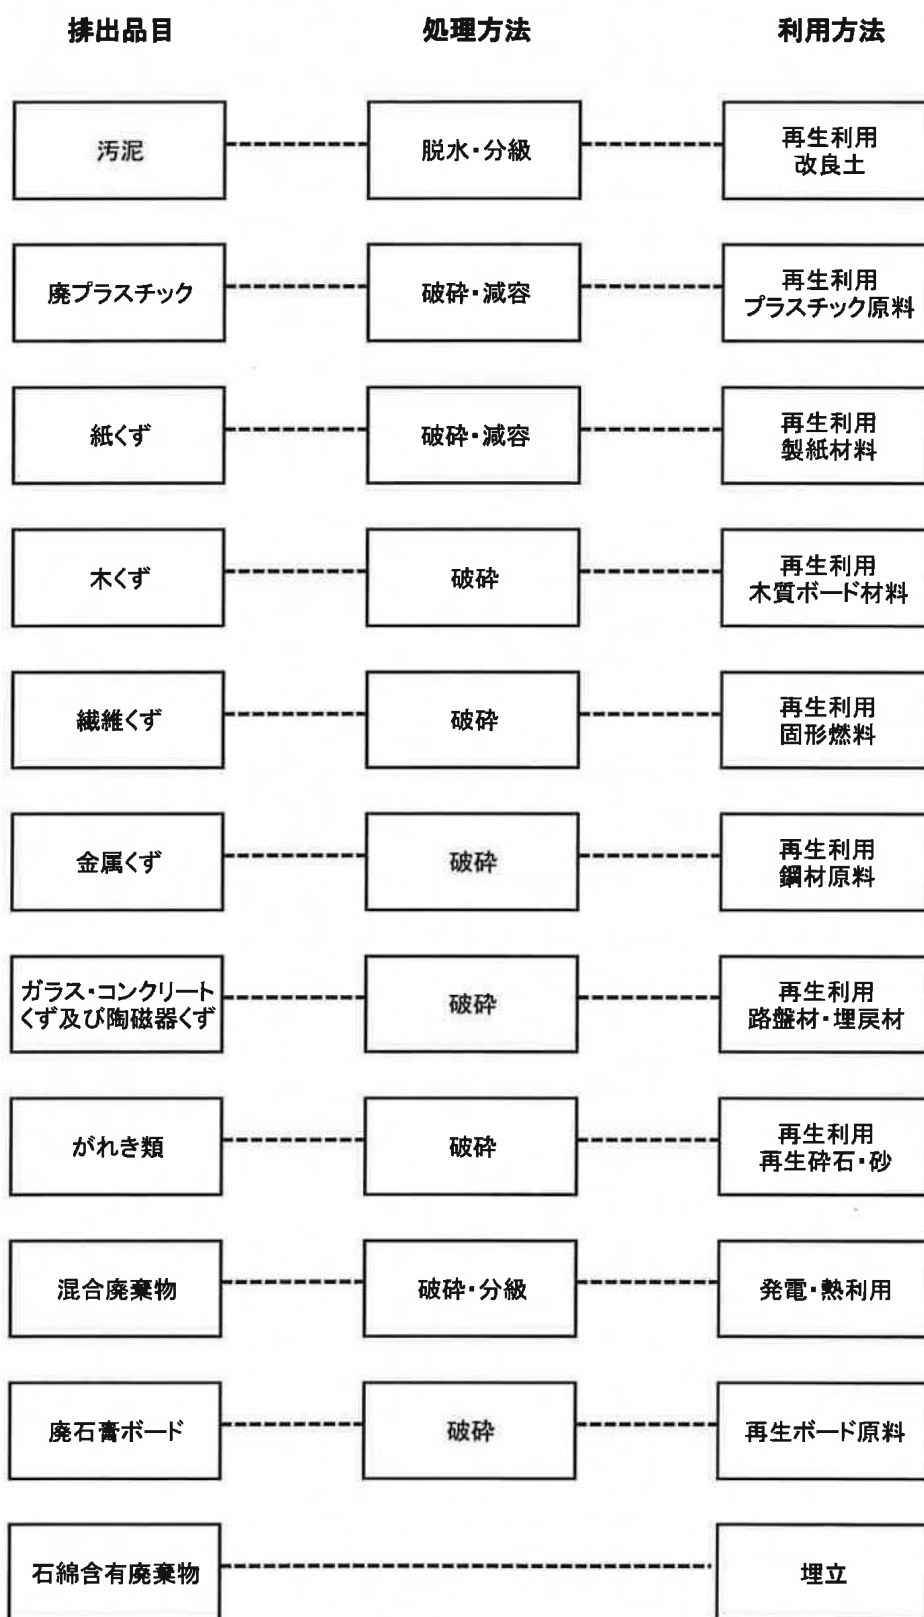 排出品目 処理方法 利用方法
汚泥 脱水・分級 再生利用
改良土
廃プラスチック 破砕・減容 再生利用
プラスチック原料
紙くず 破砕・減容 再生利用
製紙材料
木くず 破砕 再生利用
木質ボード材料
繊維くず 破砕 再生利用
固形燃料
金属くず 破砕 再生利用
鋼材原料
ガラス・コンクリート
くず及び陶磁器くず 破砕 再生利用
路盤材・埋戻材
がれき類 破砕 再生利用
再生砕石・砂
混合廃棄物 破砕・分級 発電・熱利用
廃石膏ボード 破砕 再生ボード原料
石綿含有廃棄物 埋立